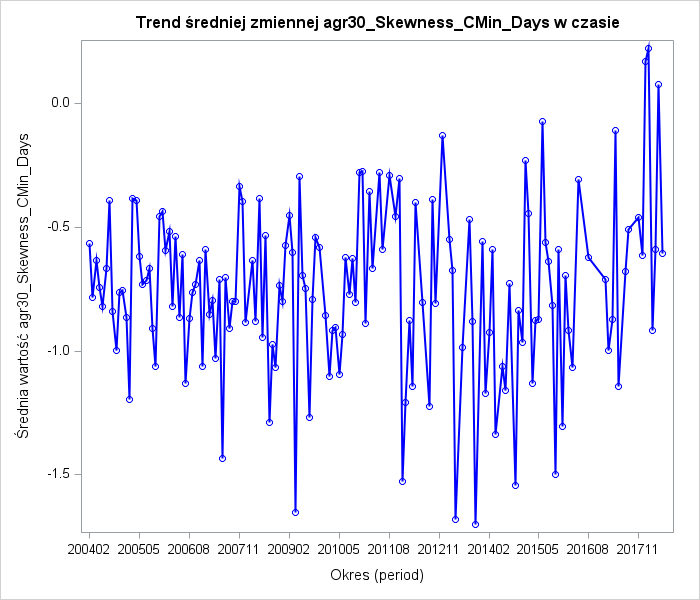 Trend średniej zmiennej agr30_Skewness_CMin_Days w czasie
Średnia wartość agr30_Skewness_CMin_Days
0.0
-0.5
-1.0
-1.5
200402 200505 200608 200711 200902 201005 201108 201211 201402 201505 201608 201711
Okres (period)